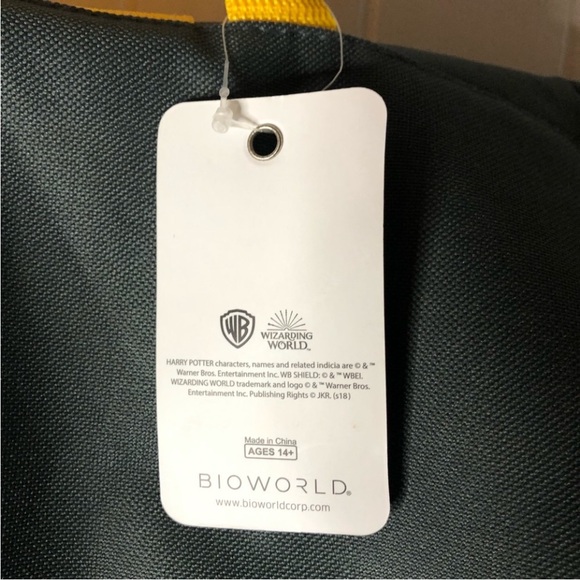 WB
WIZARDING
WORLD™
HARRY POTTER characters, names and related indicia are © & ™
Warner Bros. Entertainment Inc. WB SHIELD: © & ™ WBEI.
WIZARDING WORLD trademark and logo © & ™ Warner Bros.
Entertainment Inc. Publishing Rights © JKR. (s18)
Made in China
AGES 14+
BIOWORLD®
www.bioworldcorp.com